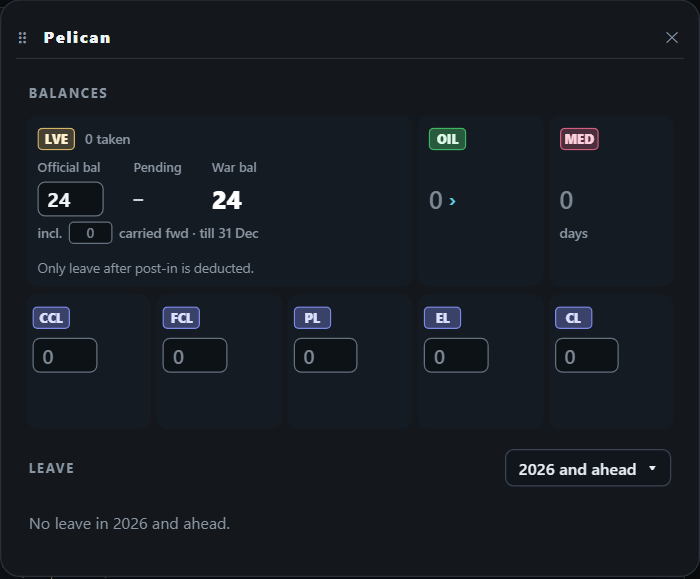 Pelican
BALANCES
LVE 0 taken
Official bal Pending War bal
24 – 24
incl. 0 carried fwd · till 31 Dec
Only leave after post-in is deducted.
OIL
0 ›
MED
0
days
CCL
0
FCL
0
PL
0
EL
0
CL
0
LEAVE
2026 and ahead
No leave in 2026 and ahead.